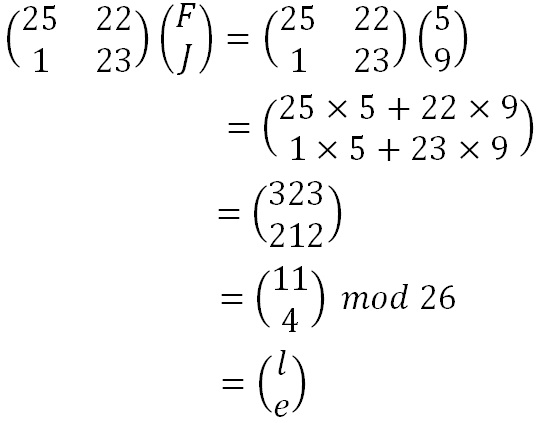 (25 22
1 23) (F
J) = (25 22
1 23) (5
9)
= (25 × 5 + 22 × 9
1 × 5 + 23 × 9)
= (323
212)
= (11
4) mod 26
= (l
e)